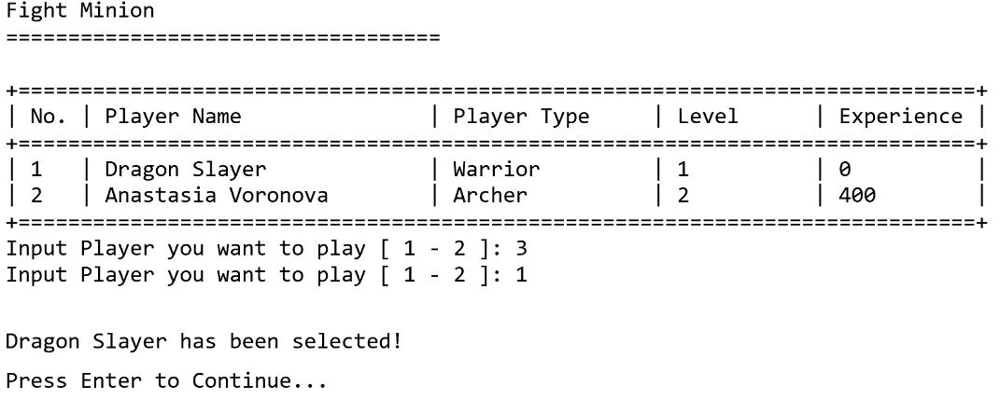 Fight Minion
===================================
+=============================================================================+
| No. | Player Name               | Player Type     | Level      | Experience |
+=============================================================================+
| 1   | Dragon Slayer             | Warrior         | 1          | 0          |
| 2   | Anastasia Voronova        | Archer          | 2          | 400        |
+=============================================================================+
Input Player you want to play [ 1 - 2 ]: 3
Input Player you want to play [ 1 - 2 ]: 1
Dragon Slayer has been selected!
Press Enter to Continue...